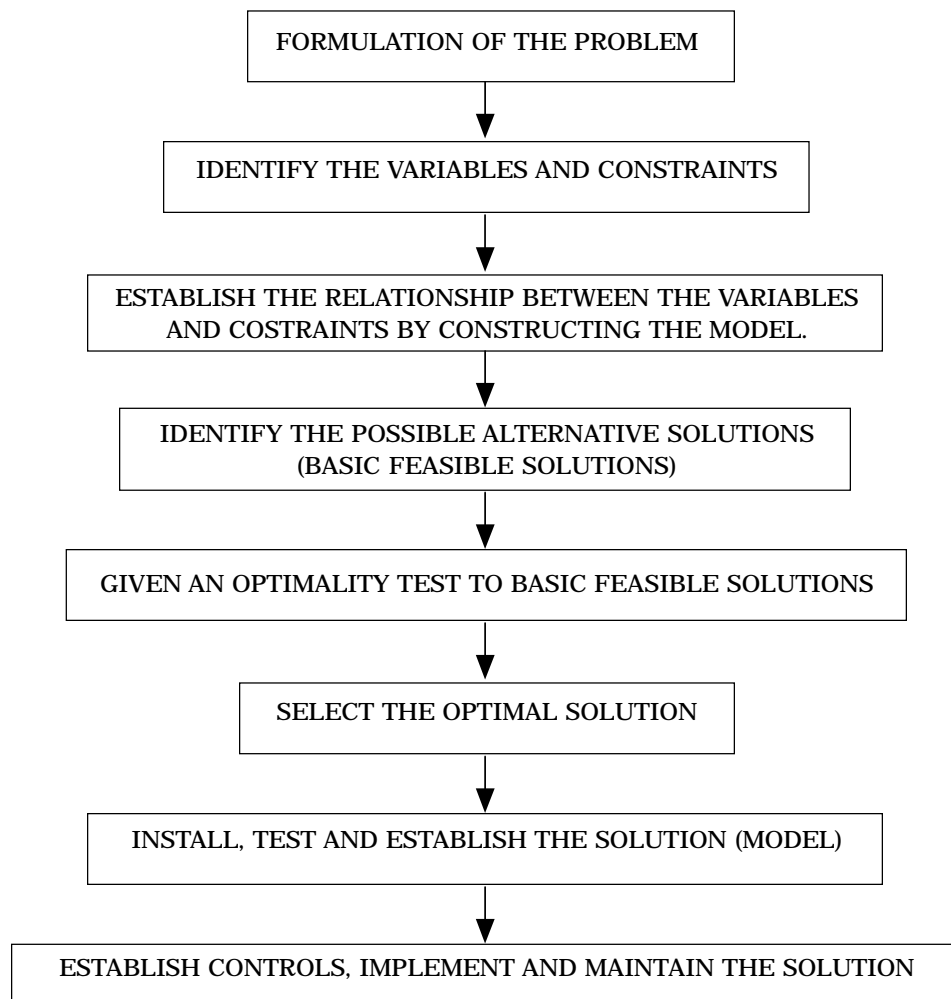 FORMULATION OF THE PROBLEM
IDENTIFY THE VARIABLES AND CONSTRAINTS
ESTABLISH THE RELATIONSHIP BETWEEN THE VARIABLES
AND COSTRAINTS BY CONSTRUCTING THE MODEL.
IDENTIFY THE POSSIBLE ALTERNATIVE SOLUTIONS
(BASIC FEASIBLE SOLUTIONS)
GIVEN AN OPTIMALITY TEST TO BASIC FEASIBLE SOLUTIONS
SELECT THE OPTIMAL SOLUTION
INSTALL, TEST AND ESTABLISH THE SOLUTION (MODEL)
ESTABLISH CONTROLS, IMPLEMENT AND MAINTAIN THE SOLUTION